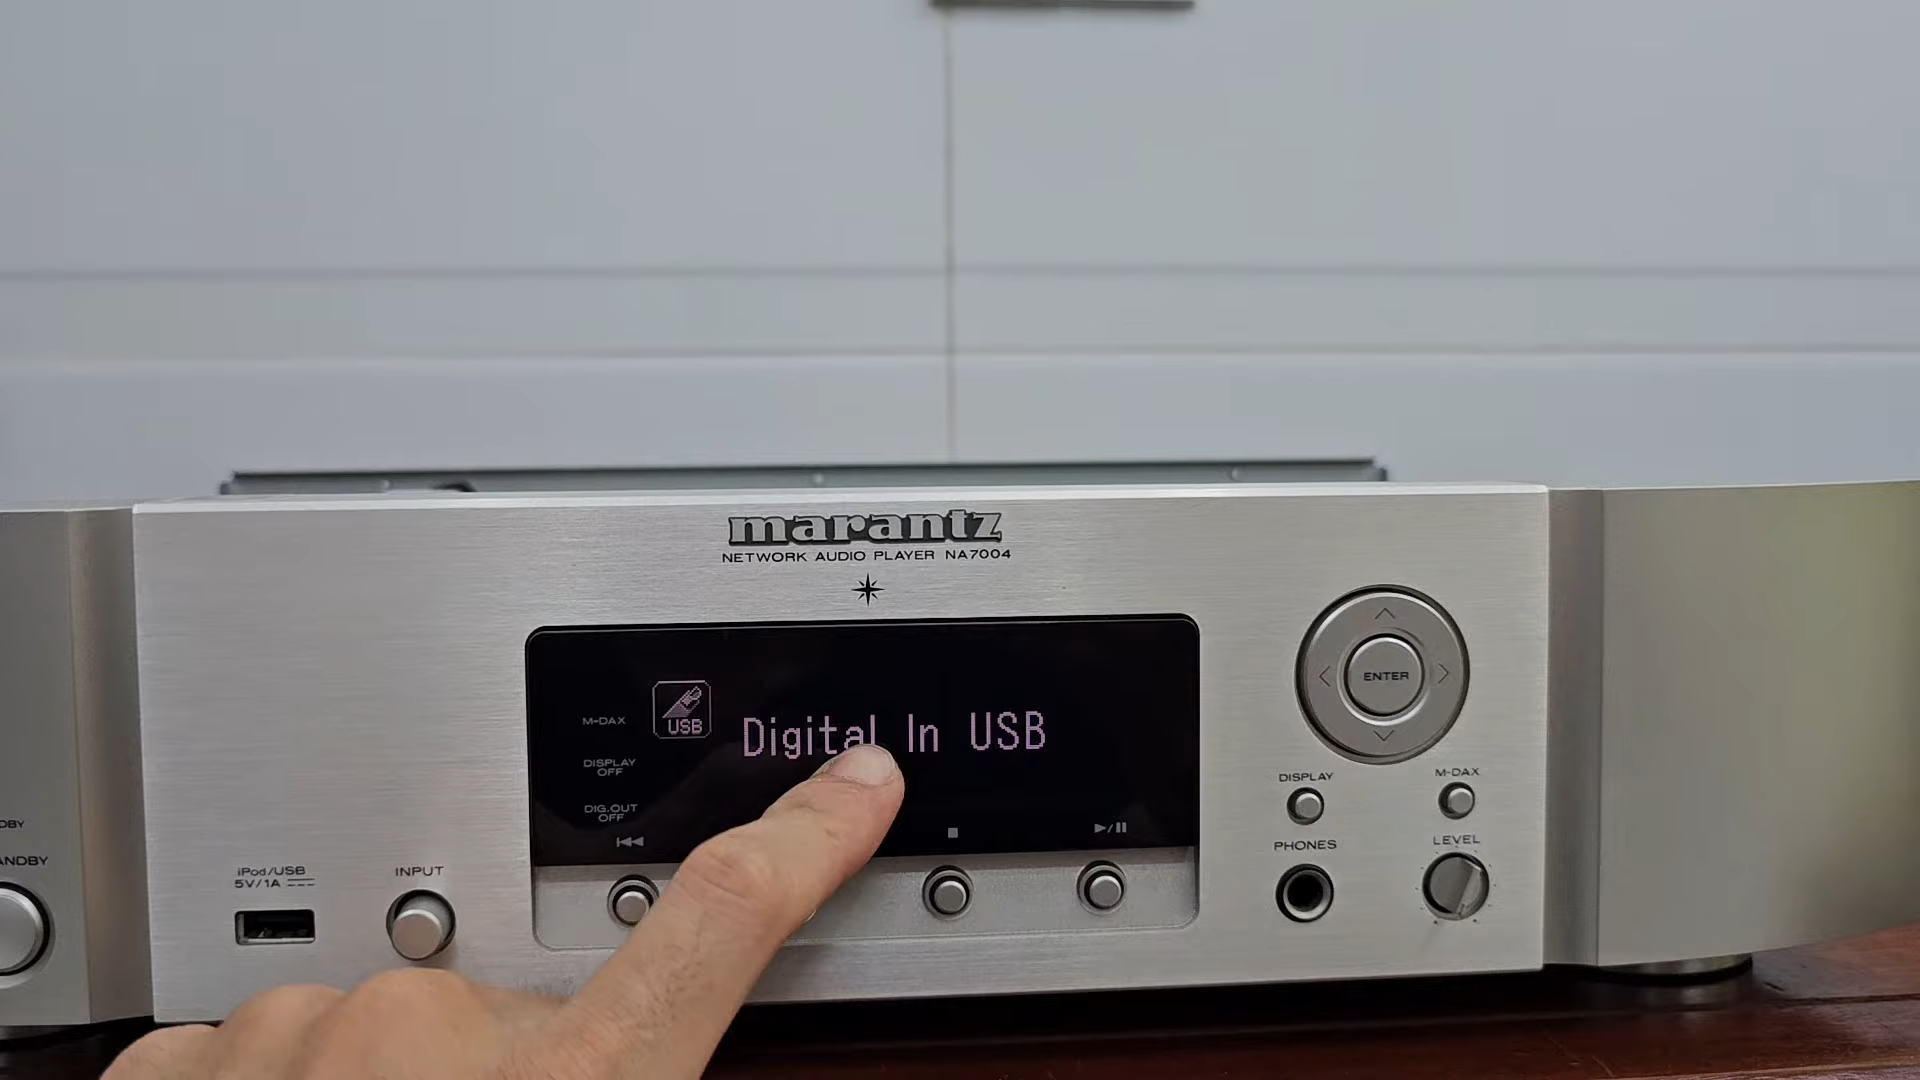 marantz
NETWORK AUDIO PLAYER NA7004
M-DAX
USB
Digital In USB
DISPLAY
OFF
DIG.OUT
OFF
ENTER
DISPLAY
M-DAX
PHONES
LEVEL
DBY
ANDBY
iPod/USB
5V/1A
INPUT